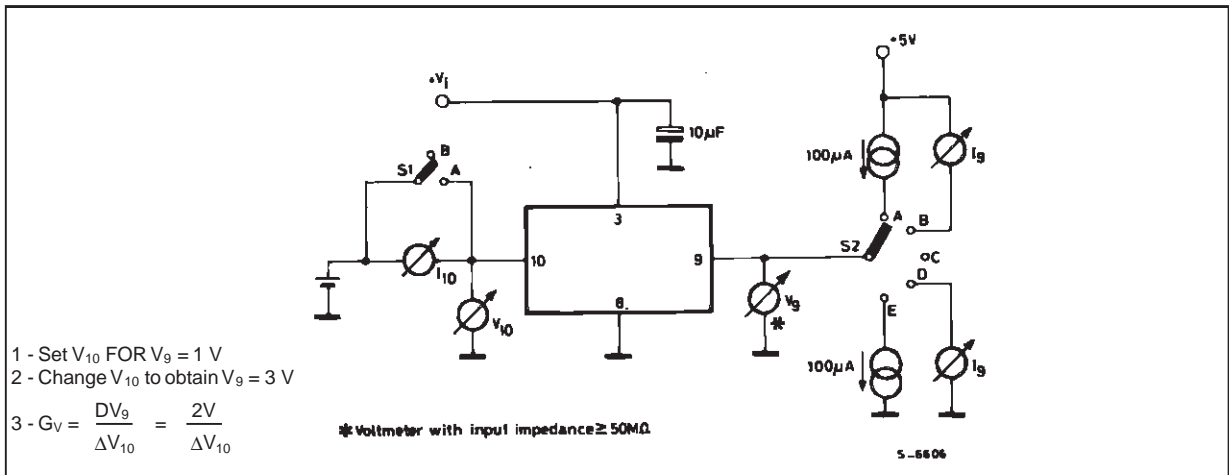 +5V
+Vi
10µF
B
S1
A
100µA
I9
A
B
3
S2
C
10
9
D
I10
V9
*
E
V10
6.
1 - Set V10 FOR V9 = 1 V
2 - Change V10 to obtain V9 = 3 V
100µA
I9
3 - GV = DV9 / ΔV10 = 2V / ΔV10
* Voltmeter with input impedance ≥ 50MΩ
S-6606